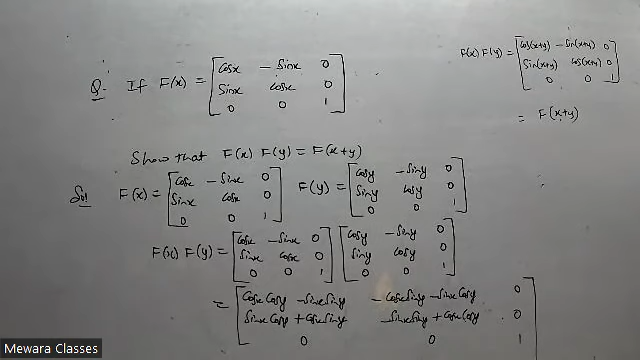 Q. If F(x) = [cosx −Sinx 0
Sinx cosx 0
0 0 1]
Show that F(x) F(y) = F(x+y)
Sol F(x) = [Cosx −Sinx 0
Sinx cosx 0
0 0 1] F(y) = [cosy −Siny 0
Siny cosy 0
0 0 1]
F(x) F(y) = [cosx −Sinx 0
Sinx cosx 0
0 0 1] [cosy −Siny 0
Siny cosy 0
0 0 1]
= [Cosx Cosy −Sinx Siny −Cosx Siny −Sinx Cosy 0
Sinx Cosy + Cosx Siny −Sinx Siny + Cosx Cosy 0
0 0 1]
F(x) F(y) = [Cos(x+y) −Sin(x+y) 0
Sin(x+y) Cos(x+y) 0
0 0 1]
= F(x+y)
Mewara Classes